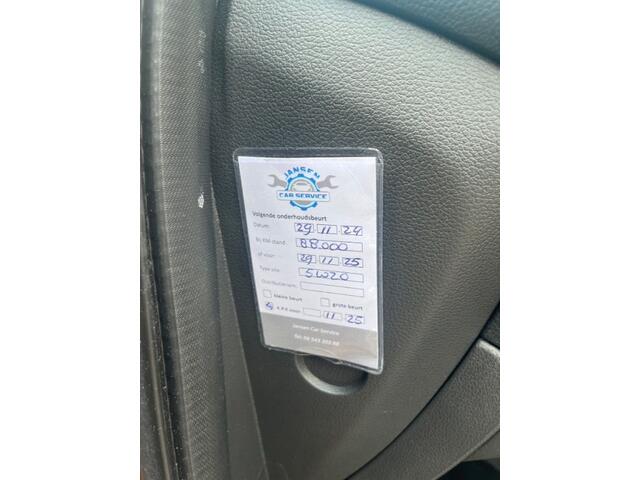 JANSEN
CAR SERVICE
Volgende onderhoudsbeurt
Datum: 29 11 24
Bij KM stand: 88.000
of voor: 29 11 25
Type olie: 5W20
Distributieriem:
kleine beurt grote beurt
A.P.K voor: 11 25
Jansen Car Service